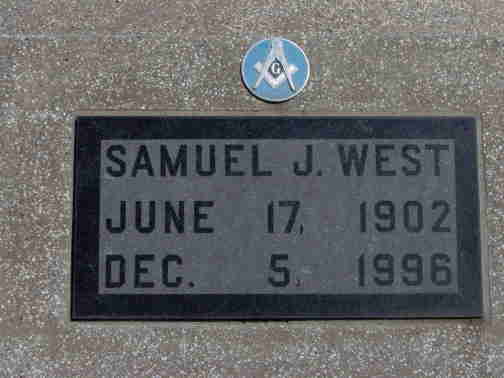 G
SAMUEL J. WEST
JUNE 17, 1902
DEC. 5, 1996